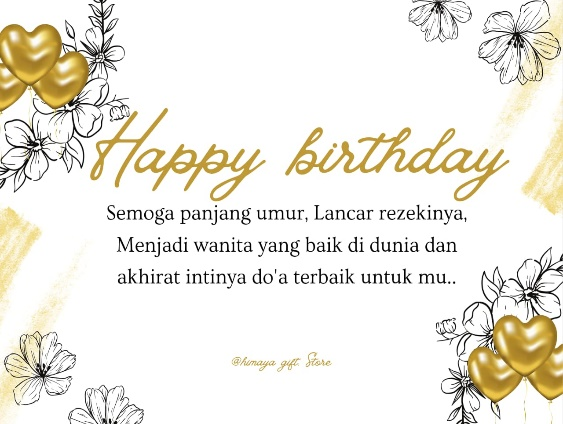 Happy birthday
Semoga panjang umur, Lancar rezekinya,
Menjadi wanita yang baik di dunia dan
akhirat intinya do'a terbaik untuk mu..
@himaya gift Store